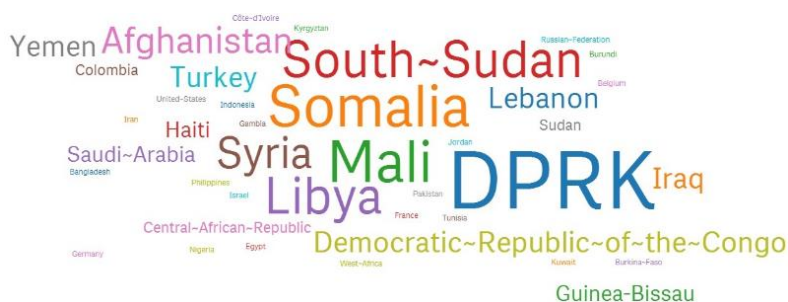 Côte-d'Ivoire
Kyrgyztan
Yemen
Afghanistan
South~Sudan
Russian-Federation
Burundi
Colombia
Turkey
Belgium
United-States
Indonesia
Somalia
Lebanon
Iran
Haiti
Gambia
Sudan
Saudi~Arabia
Syria
Mali
Jordan
DPRK
Iraq
Bangladesh
Philippines
Israel
Libya
Pakistan
France
Tunisia
Central-African-Republic
Germany
Nigeria
Egypt
Democratic~Republic~of~the~Congo
West-Africa
Kuwait
Burkina-Faso
Guinea-Bissau